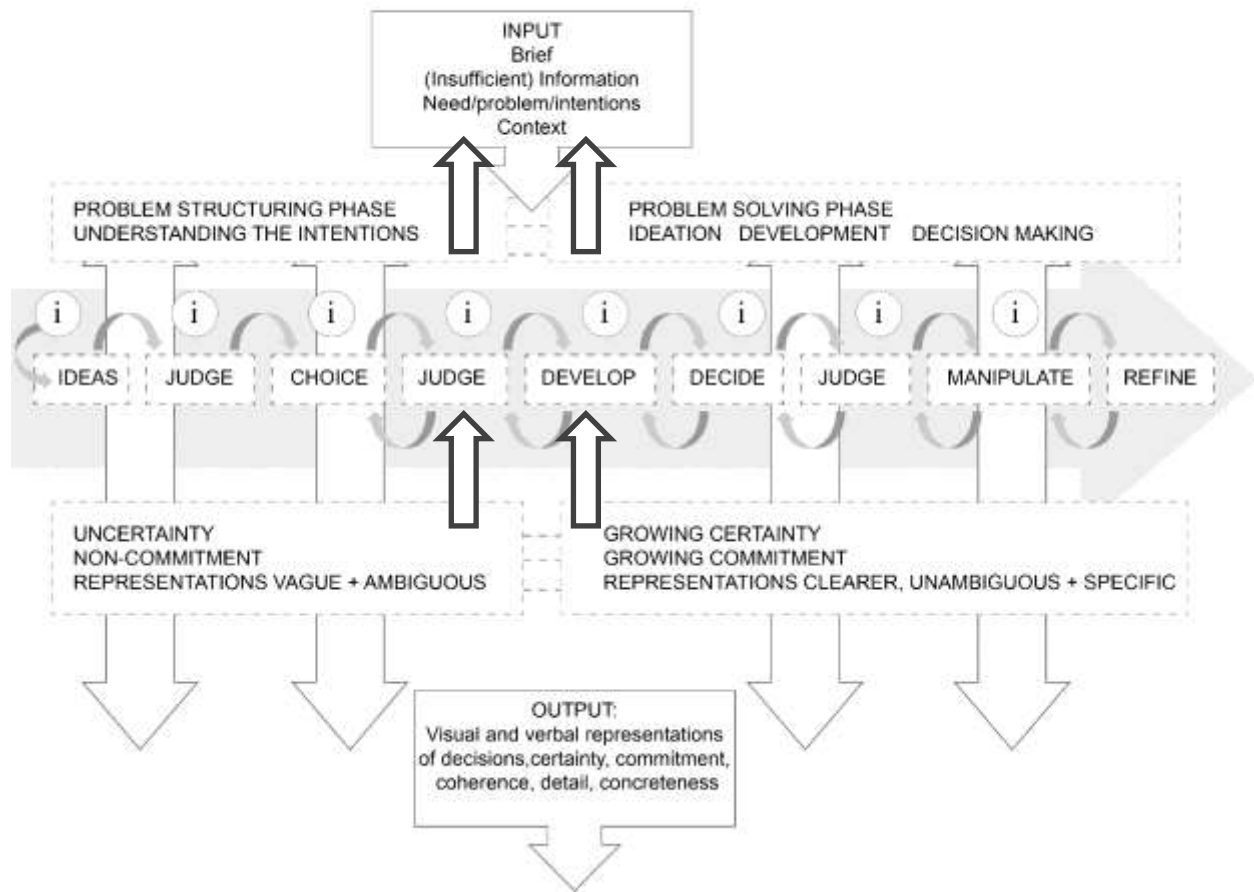 INPUT
Brief
(Insufficient) Information
Need/problem/intentions
Context
PROBLEM STRUCTURING PHASE
UNDERSTANDING THE INTENTIONS
PROBLEM SOLVING PHASE
IDEATION DEVELOPMENT DECISION MAKING
i i i i i i i i
IDEAS JUDGE CHOICE JUDGE DEVELOP DECIDE JUDGE MANIPULATE REFINE
UNCERTAINTY
NON-COMMITMENT
REPRESENTATIONS VAGUE + AMBIGUOUS
GROWING CERTAINTY
GROWING COMMITMENT
REPRESENTATIONS CLEARER, UNAMBIGUOUS + SPECIFIC
OUTPUT:
Visual and verbal representations
of decisions,certainty, commitment,
coherence, detail, concreteness